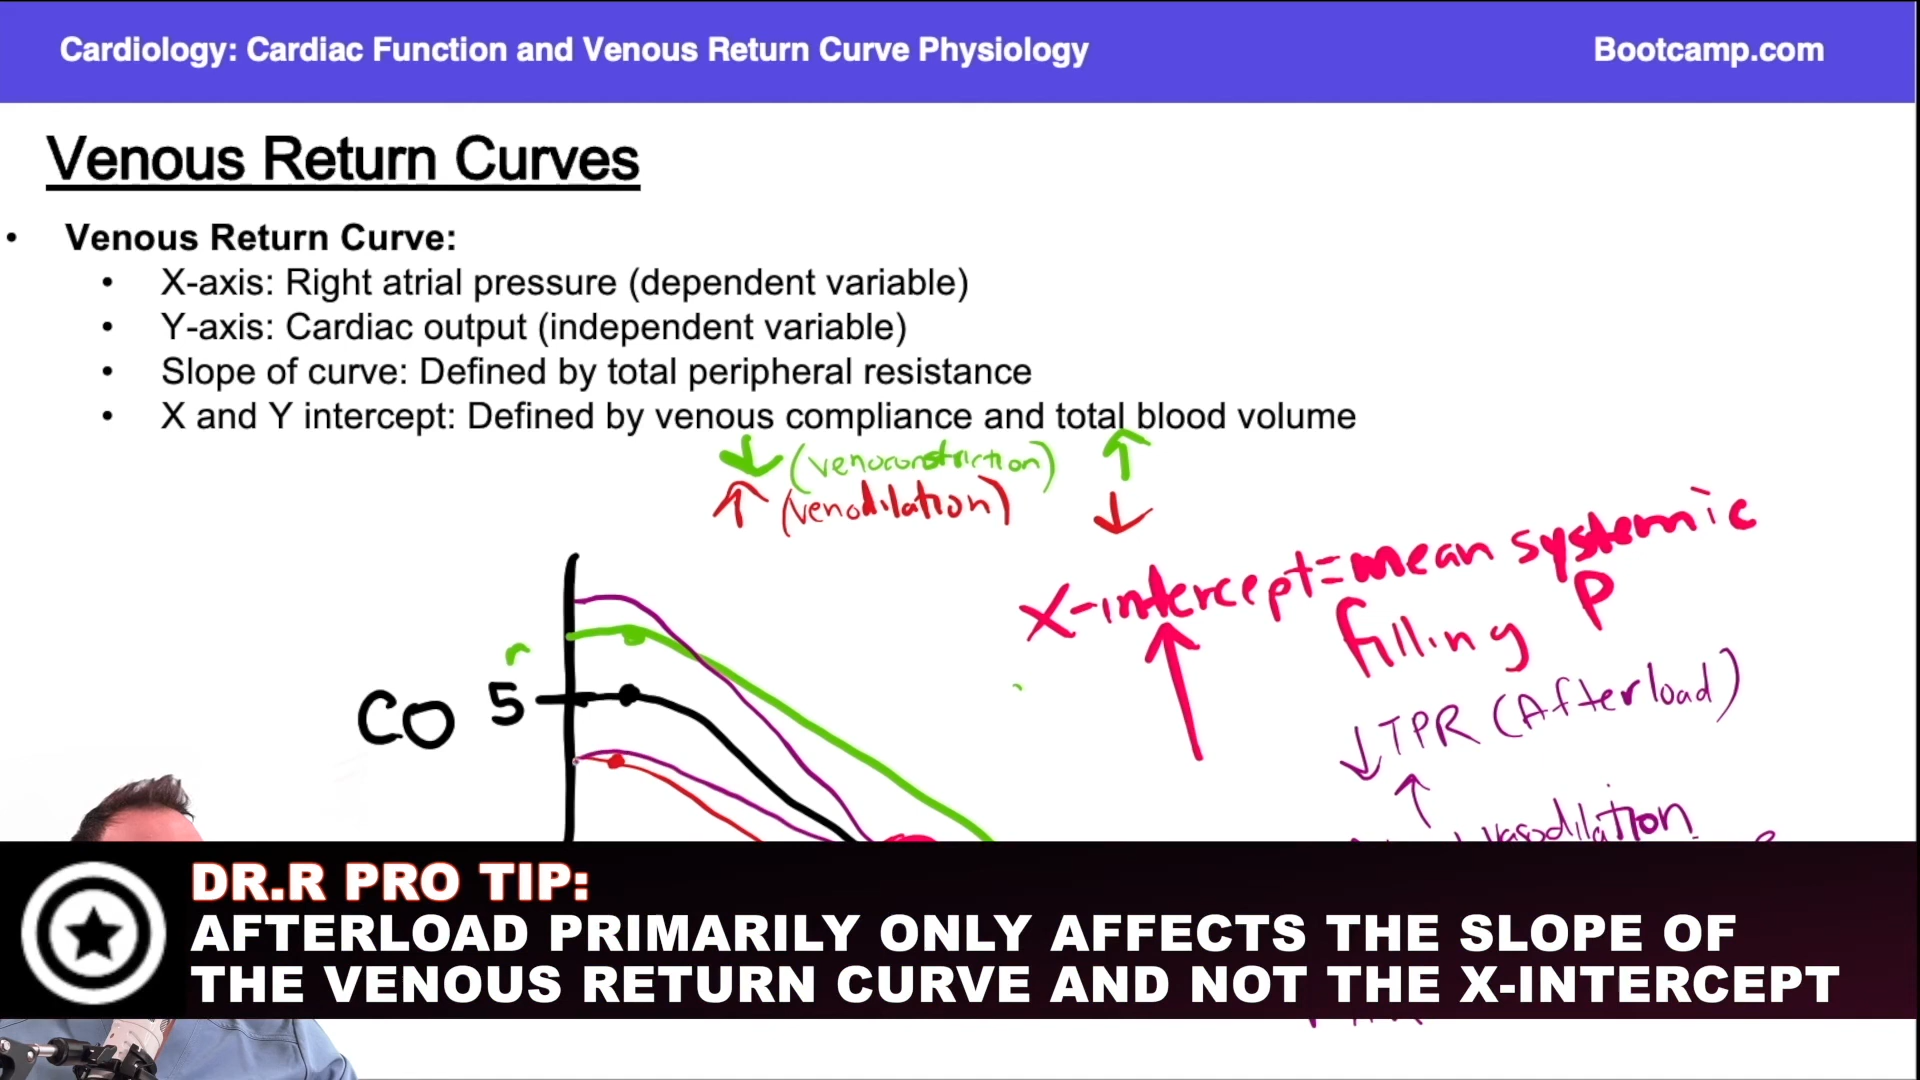 Cardiology: Cardiac Function and Venous Return Curve Physiology
Bootcamp.com
Venous Return Curves
• Venous Return Curve:
• X-axis: Right atrial pressure (dependent variable)
• Y-axis: Cardiac output (independent variable)
• Slope of curve: Defined by total peripheral resistance
• X and Y intercept: Defined by venous compliance and total blood volume
↓ (venoconstriction) ↑
↑ (venodilation) ↓
X-intercept = mean systemic
filling P
↓ TPR (Afterload)
CO 5
vasodilation
DR.R PRO TIP:
AFTERLOAD PRIMARILY ONLY AFFECTS THE SLOPE OF
THE VENOUS RETURN CURVE AND NOT THE X-INTERCEPT